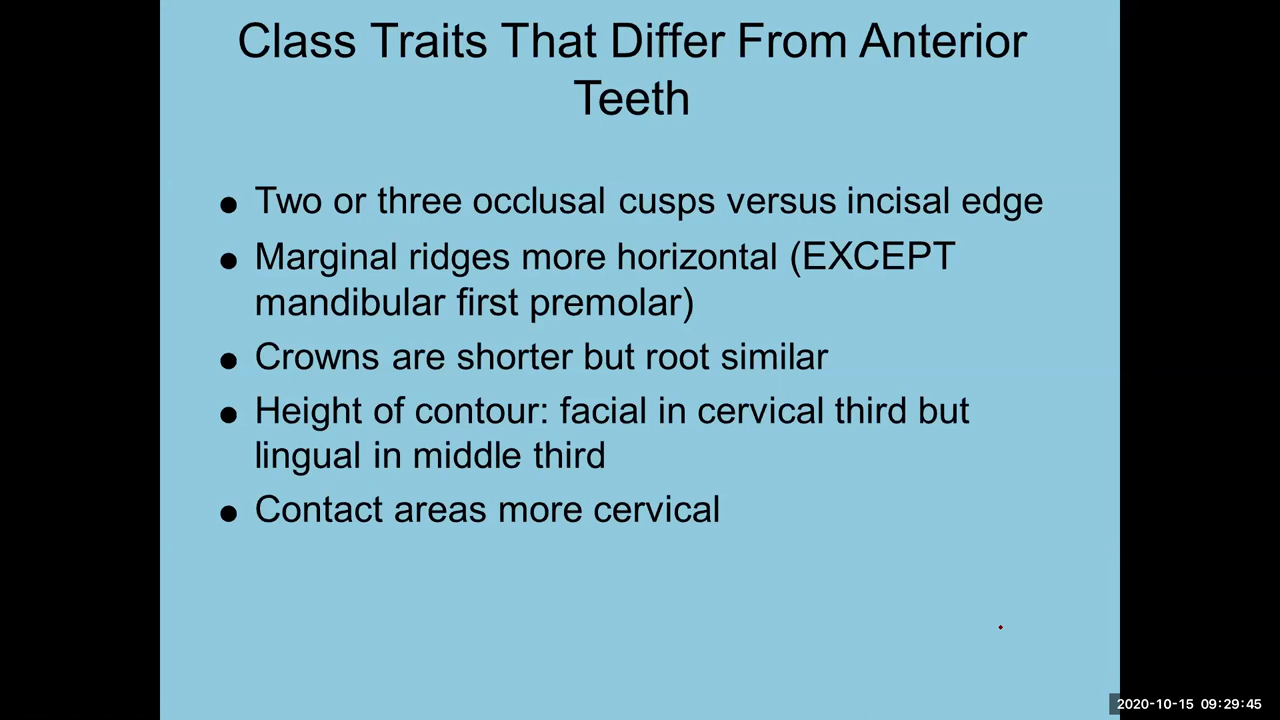 Class Traits That Differ From Anterior
Teeth
● Two or three occlusal cusps versus incisal edge
● Marginal ridges more horizontal (EXCEPT
mandibular first premolar)
● Crowns are shorter but root similar
● Height of contour: facial in cervical third but
lingual in middle third
● Contact areas more cervical
2020-10-15 09:29:45